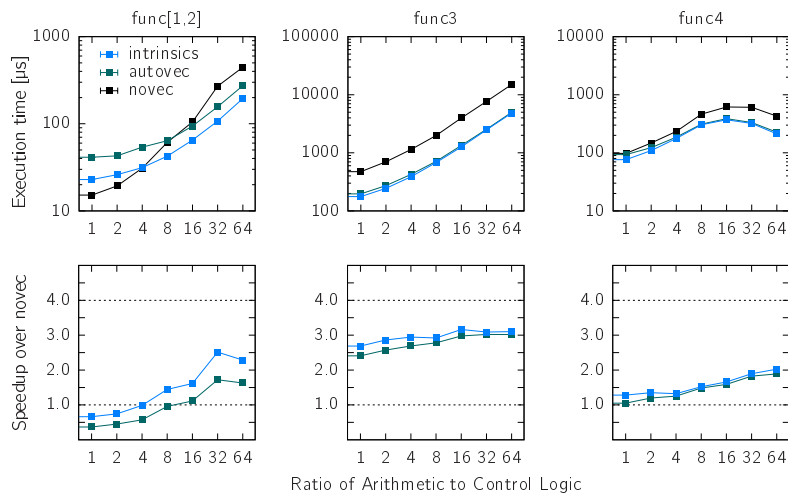 func[1,2] func3 func4
1000 100000 1000
intrinsics
autovec
novec
10000
100 1000 100
10 100 10
Execution time [µs]
1 2 4 8 16 32 64 1 2 4 8 16 32 64 1 2 4 8 16 32 64
4.0 4.0 4.0
3.0 3.0 3.0
2.0 2.0 2.0
1.0 1.0 1.0
Speedup over novec
1 2 4 8 16 32 64 1 2 4 8 16 32 64 1 2 4 8 16 32 64
Ratio of Arithmetic to Control Logic